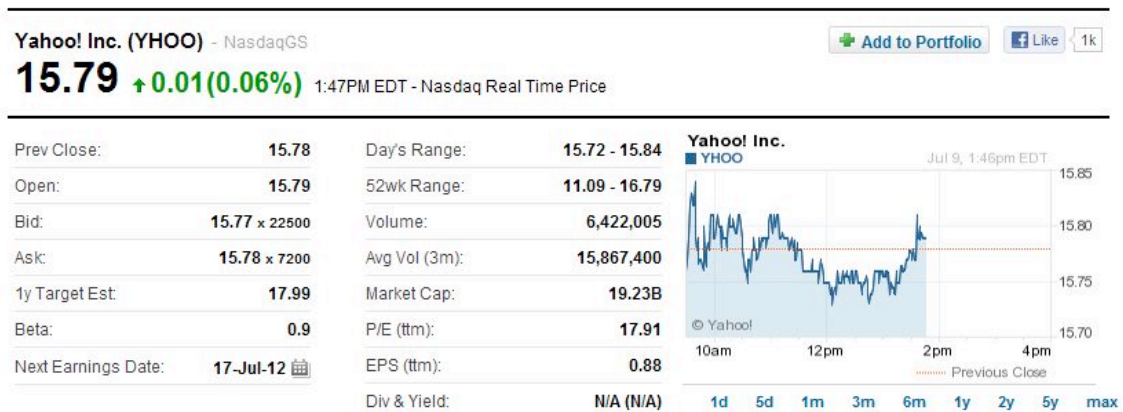 Yahoo! Inc. (YHOO) - NasdaqGS
Add to Portfolio
Like 1k
15.79 0.01(0.06%) 1:47PM EDT - Nasdaq Real Time Price
Prev Close: 15.78
Open: 15.79
Bid: 15.77 x 22500
Ask: 15.78 x 7200
1y Target Est: 17.99
Beta: 0.9
Next Earnings Date: 17-Jul-12
Day's Range: 15.72 - 15.84
52wk Range: 11.09 - 16.79
Volume: 6,422,005
Avg Vol (3m): 15,867,400
Market Cap: 19.23B
P/E (ttm): 17.91
EPS (ttm): 0.88
Div & Yield: N/A (N/A)
Yahoo! Inc.
YHOO Jul 9, 1:46pm EDT
15.85
15.80
15.75
15.70
© Yahoo!
10am 12pm 2pm 4pm
Previous Close
1d 5d 1m 3m 6m 1y 2y 5y max